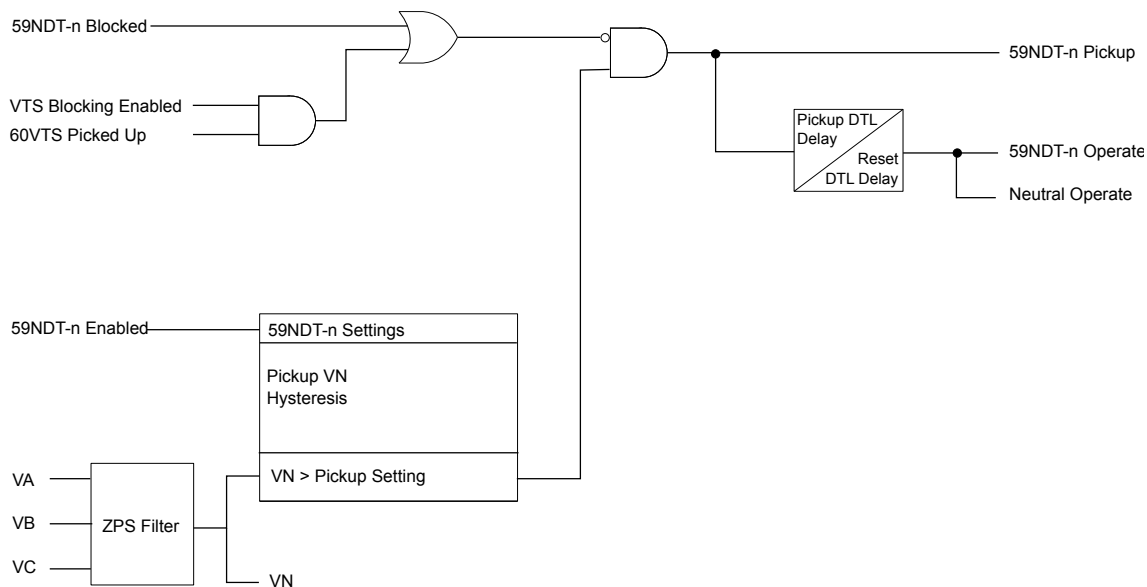 59NDT-n Blocked
59NDT-n Pickup
VTS Blocking Enabled
60VTS Picked Up
Pickup DTL
Delay
Reset
DTL Delay
59NDT-n Operate
Neutral Operate
59NDT-n Enabled
59NDT-n Settings
Pickup VN
Hysteresis
VN > Pickup Setting
VA
VB
VC
ZPS Filter
VN